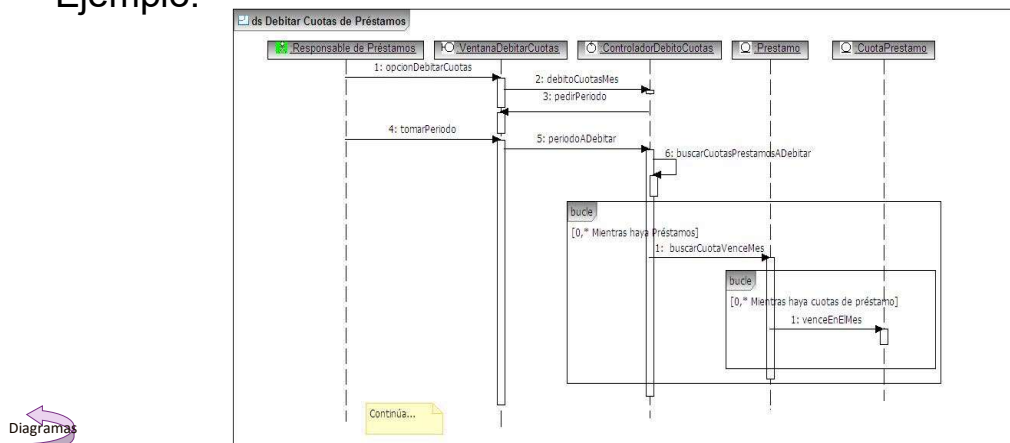 Ejemplo:
ds Debitar Cuotas de Préstamos
:Responsable de Préstamos
:VentanaDebitarCuotas
:ControladorDebitoCuotas
:Prestamo
:CuotaPrestamo
1: opcionDebitarCuotas
2: debitoCuotasMes
3: pedirPeriodo
4: tomarPeriodo
5: periodoADebitar
6: buscarCuotasPrestamosADebitar
bucle
[0,* Mientras haya Préstamos]
1: buscarCuotaVenceMes
bucle
[0,* Mientras haya cuotas de préstamo]
1: venceEnElMes
Continúa...
Diagramas